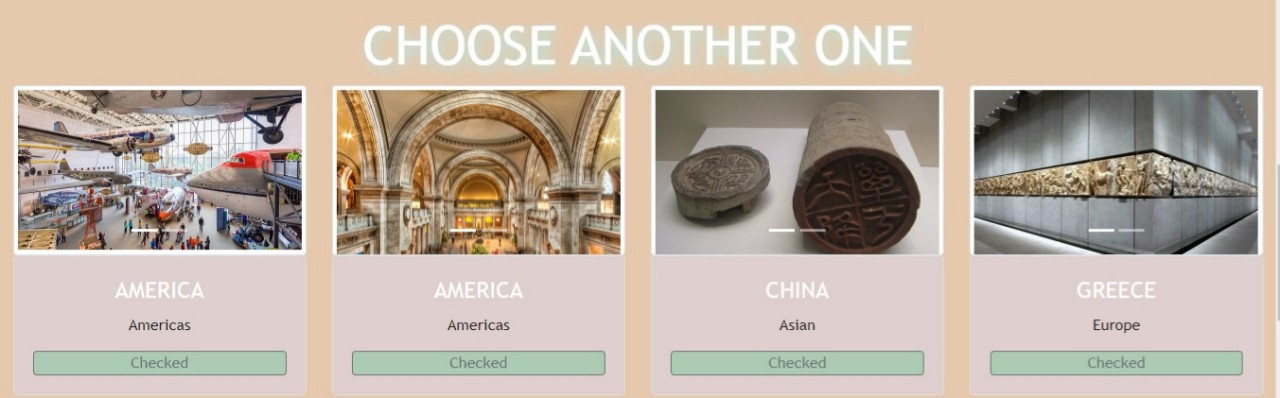 CHOOSE ANOTHER ONE
AMERICA
Americas
Checked
AMERICA
Americas
Checked
CHINA
Asian
Checked
GREECE
Europe
Checked